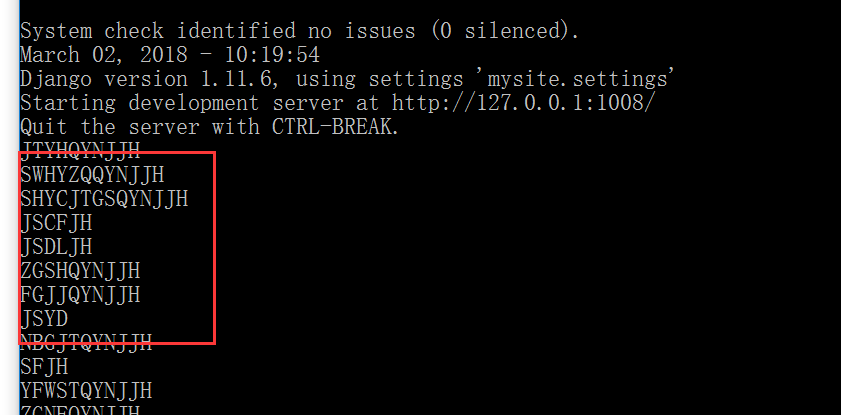 System check identified no issues (0 silenced).
March 02, 2018 - 10:19:54
Django version 1.11.6, using settings 'mysite.settings'
Starting development server at http://127.0.0.1:1008/
Quit the server with CTRL-BREAK.
JTYHQYNJJH
SWHYZQQYNJJH
SHYCJTGSQYNJJH
JSCFJH
JSDLJH
ZGSHQYNJJH
FGJJQYNJJH
JSYD
NBGJTQYNJJH
SFJH
YFWSTQYNJJH
ZGNFQYNJJH